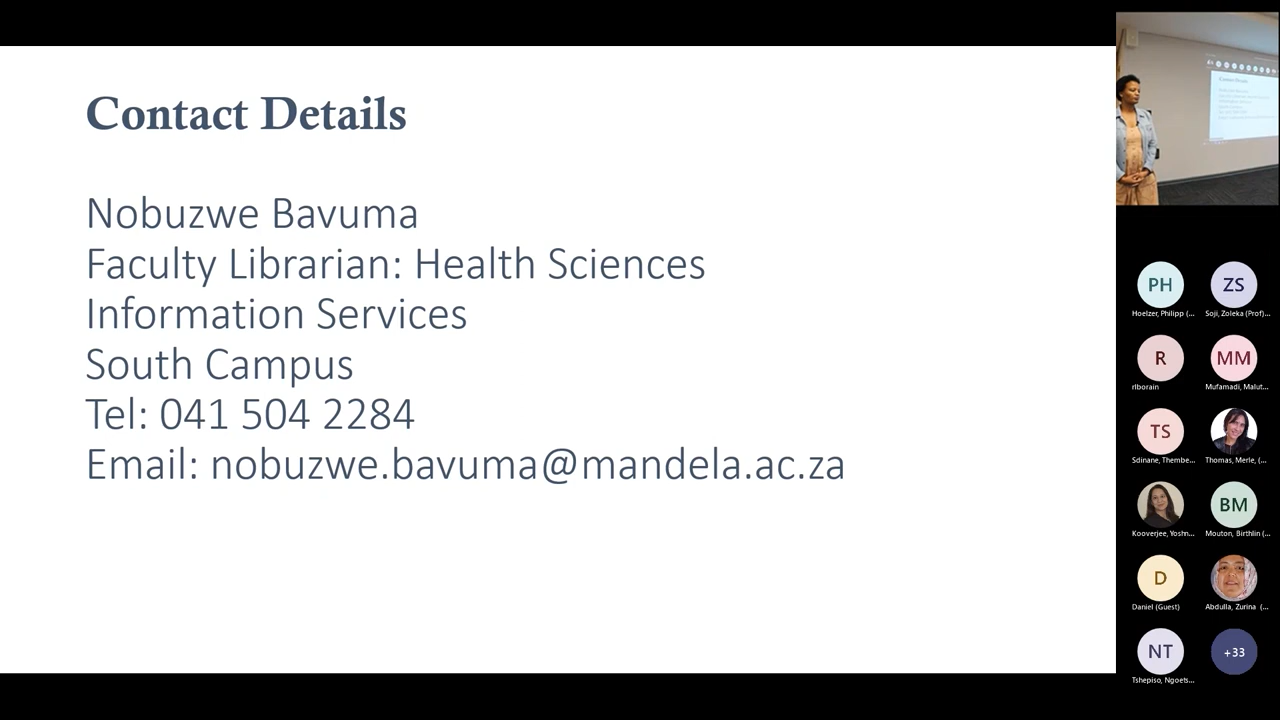 Contact Details
Nobuzwe Bavuma
Faculty Librarian: Health Sciences
Information Services
South Campus
Tel: 041 504 2284
Email: nobuzwe.bavuma@mandela.ac.za
PH
ZS
Hoelzer, Philipp (...
Soji, Zoleka (Prof)...
R
MM
rlborain
Mufamadi, Malut...
TS
Sdinane, Thembe...
Thomas, Merle, (...
BM
Kooverjee, Yoshn...
Mouton, Birthlin (...
D
Daniel (Guest)
Abdulla, Zurina (...
NT
+33
Tshepiso, Ngoets...